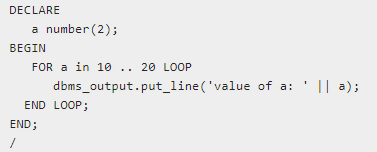 DECLARE
   a number(2);
BEGIN
   FOR a in 10 .. 20 LOOP
      dbms_output.put_line('value of a: ' || a);
  END LOOP;
END;
/